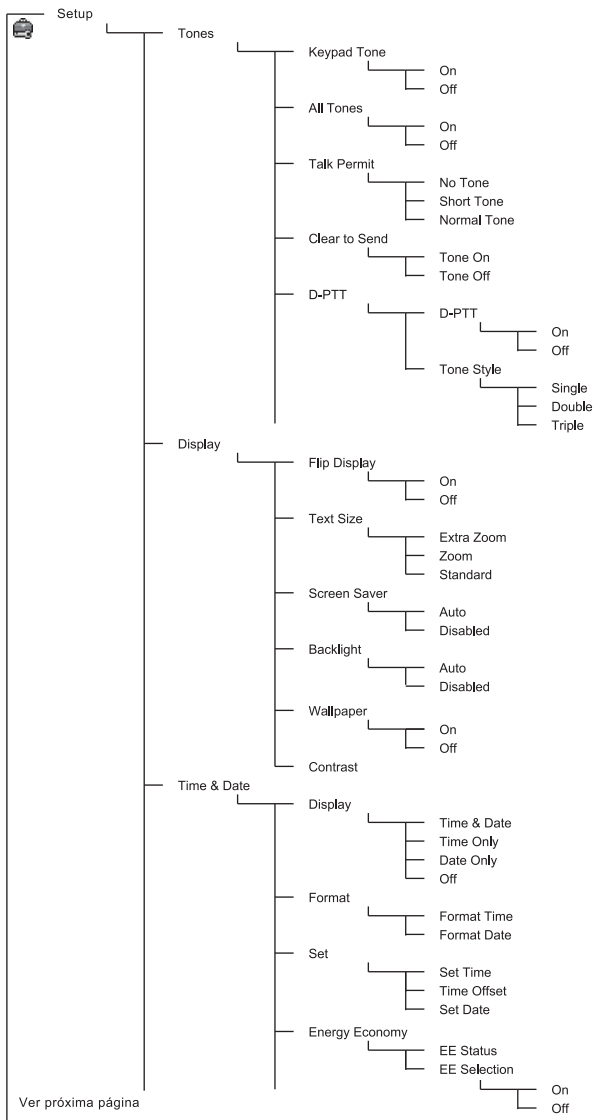 Setup
Tones
Keypad Tone
On
Off
All Tones
On
Off
Talk Permit
No Tone
Short Tone
Normal Tone
Clear to Send
Tone On
Tone Off
D-PTT
D-PTT
On
Off
Tone Style
Single
Double
Triple
Display
Flip Display
On
Off
Text Size
Extra Zoom
Zoom
Standard
Screen Saver
Auto
Disabled
Backlight
Auto
Disabled
Wallpaper
On
Off
Contrast
Time & Date
Display
Time & Date
Time Only
Date Only
Off
Format
Format Time
Format Date
Set
Set Time
Time Offset
Set Date
Energy Economy
EE Status
EE Selection
On
Off
Ver próxima página